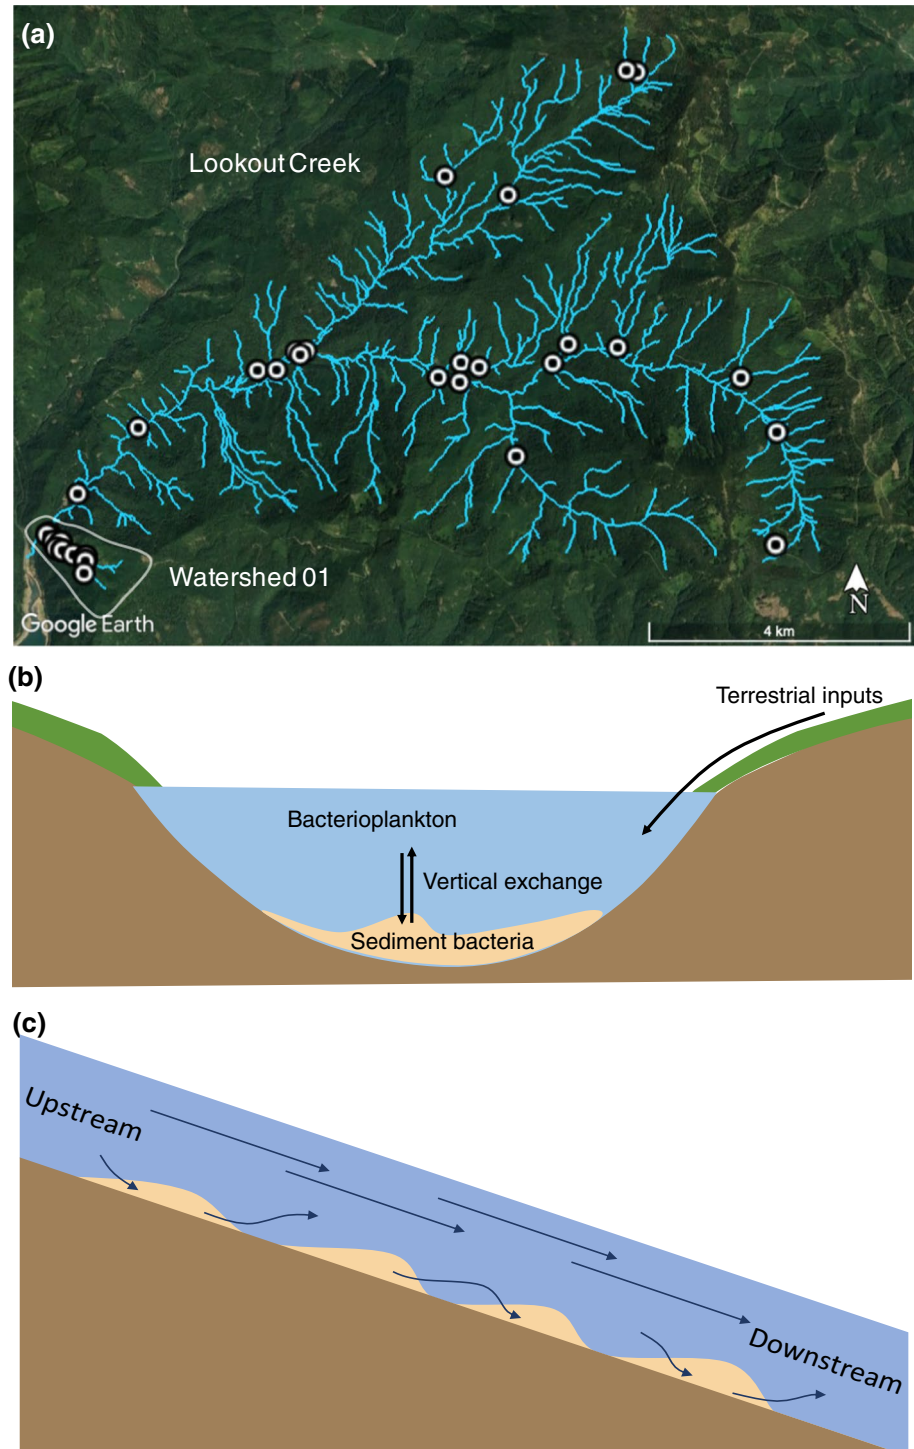 (a)
Lookout Creek
Watershed 01
Google Earth
N
4 km
(b)
Terrestrial inputs
Bacterioplankton
Vertical exchange
Sediment bacteria
(c)
Upstream
Downstream